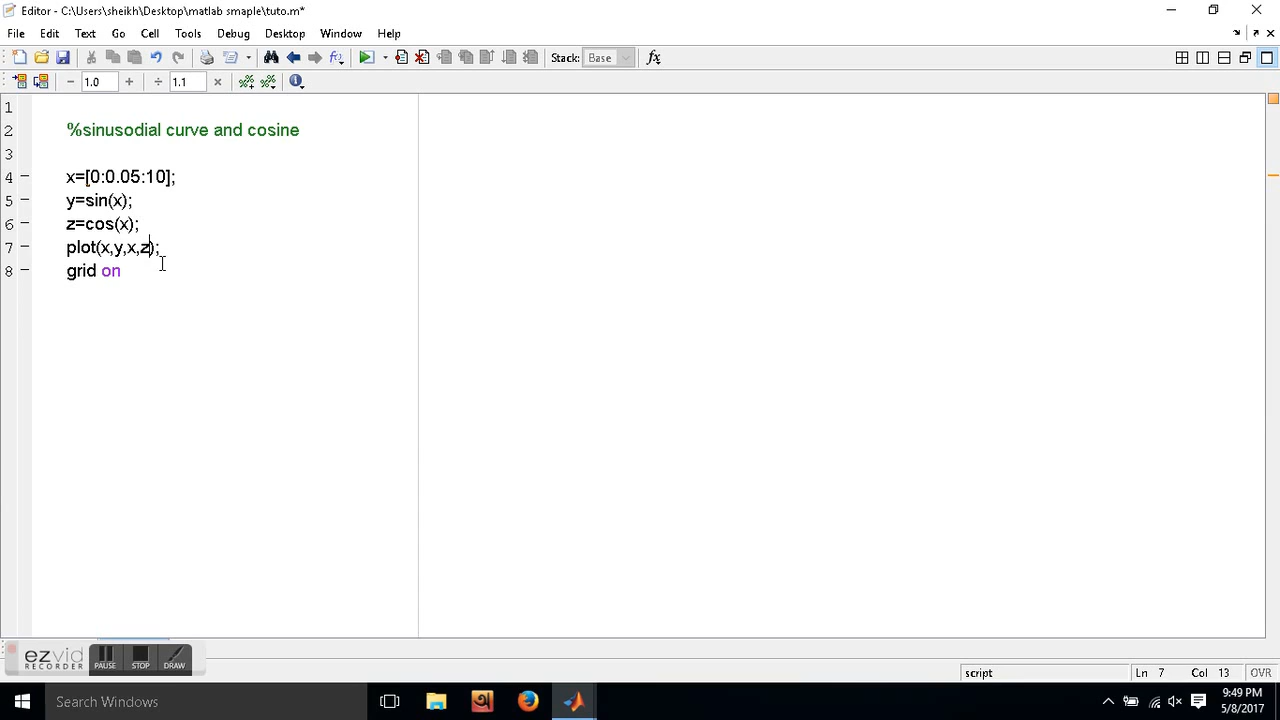 Editor - C:\Users\sheikh\Desktop\matlab smaple\tuto.m*
File Edit Text Go Cell Tools Debug Desktop Window Help
Stack: Base fx
1.0 1.1
1
2 %sinusodial curve and cosine
3
4 x=[0:0.05:10];
5 y=sin(x);
6 z=cos(x);
7 plot(x,y,x,z);
8 grid on
ezvid
RECORDER
PAUSE STOP DRAW
script Ln 7 Col 13 OVR
Search Windows
9:49 PM
5/8/2017